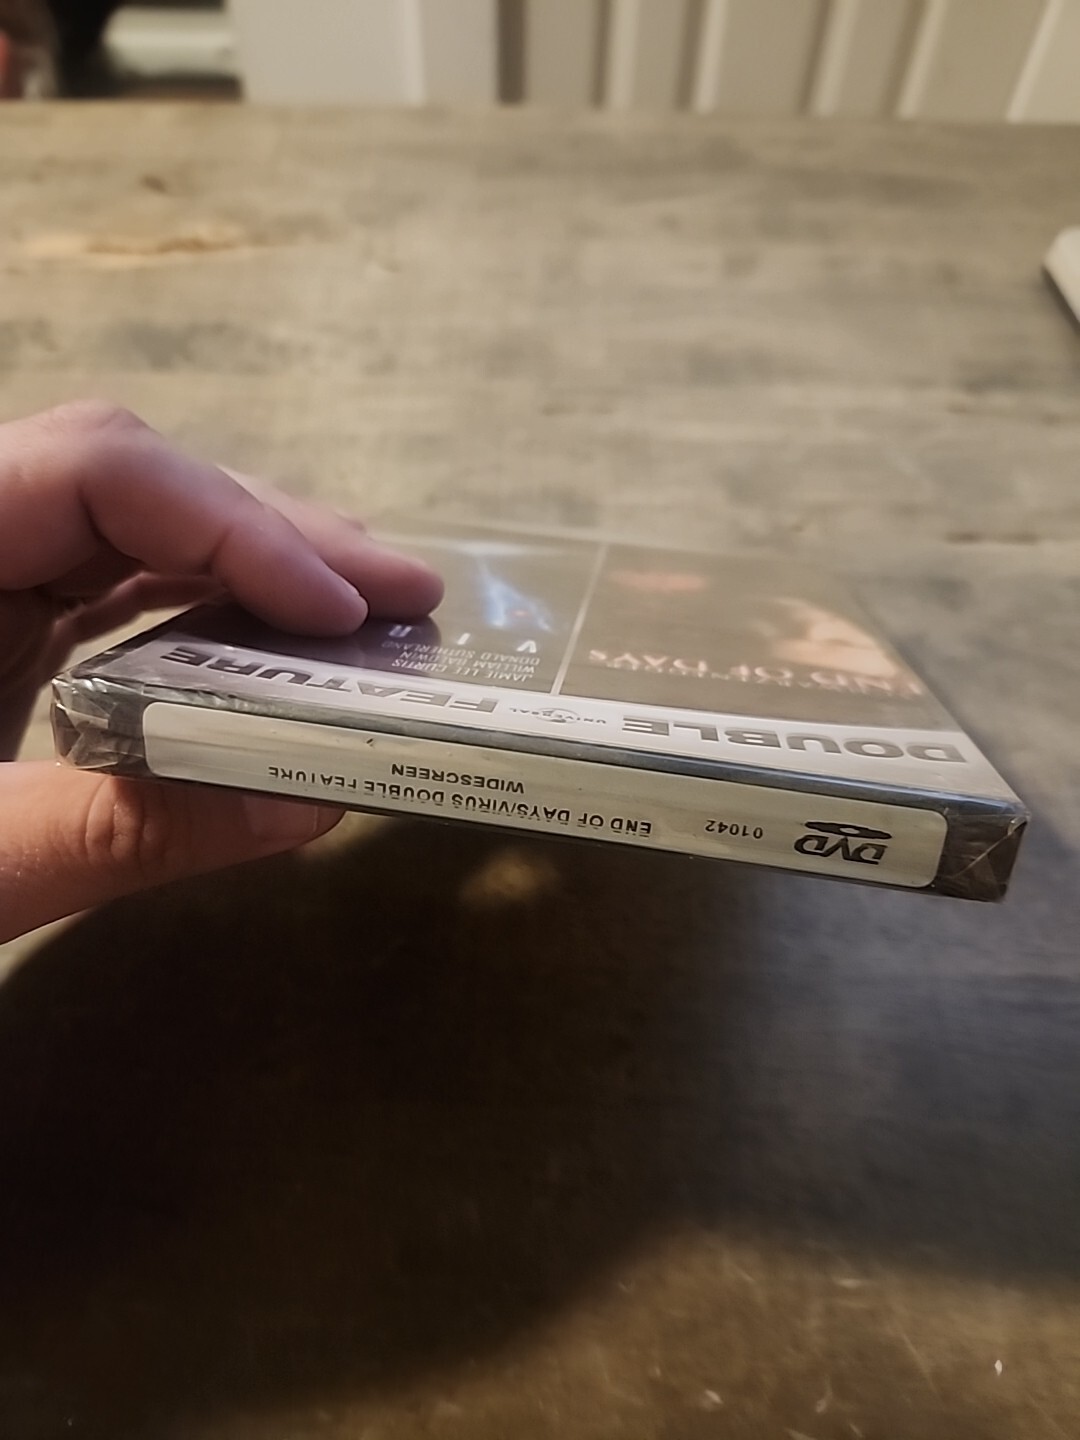 DOUBLE UNIVERSAL FEATURE
OF DAYS
JAMIE LEE CURTIS
WILLIAM BALDWIN
DONALD SUTHERLAND
V I R
DVD
01042
END OF DAYS/VIRUS DOUBLE FEATURE
WIDESCREEN